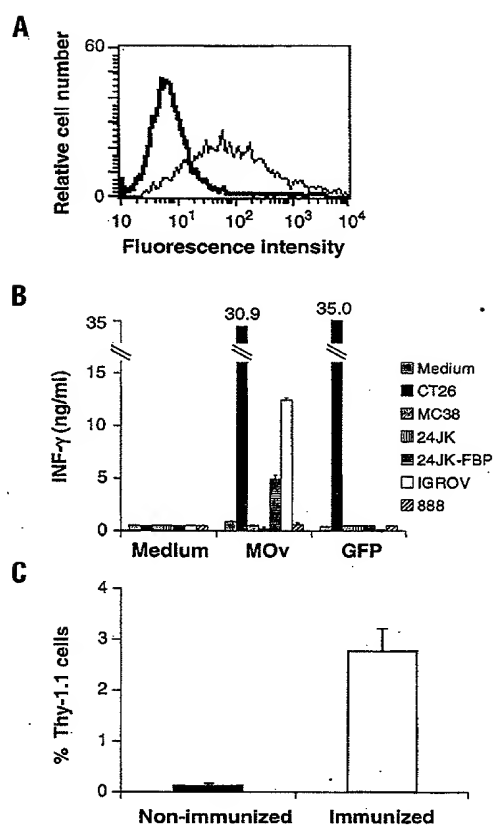 A
60
Relative cell number
0
10 10¹ 10² 10³ 10⁴
Fluorescence intensity
B
30.9 35.0
35
15
INF-γ (ng/ml)
10
5
0
Medium MOv GFP
Medium
CT26
MC38
24JK
24JK-FBP
IGROV
888
C
4
3
% Thy-1.1 cells
2
1
0
Non-immunized Immunized